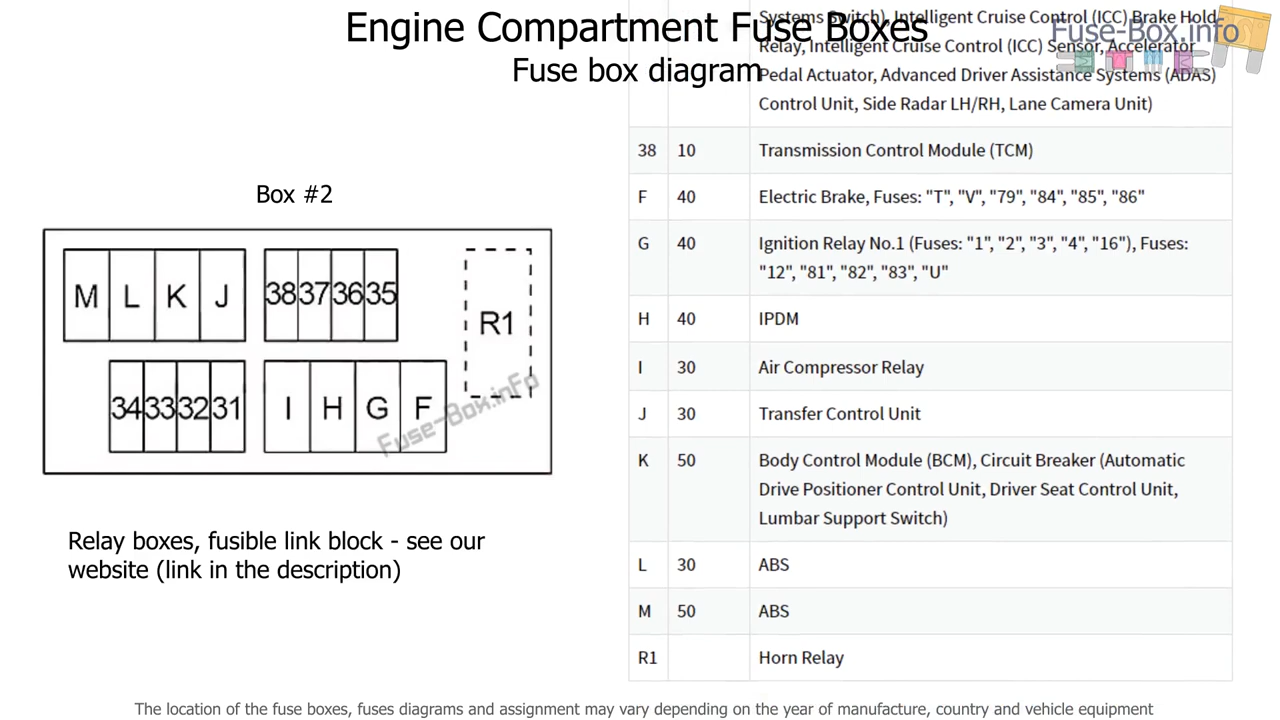 Engine Compartment Fuse Boxes
Fuse box diagram
Fuse-Box.info
Box #2
M L K J 38 37 36 35
R1
34 33 32 31 I H G F
Fuse-Box.info
Relay boxes, fusible link block - see our
website (link in the description)
Systems Switch), Intelligent Cruise Control (ICC) Brake Hold
Relay, Intelligent Cruise Control (ICC) Sensor, Accelerator
Pedal Actuator, Advanced Driver Assistance Systems (ADAS)
Control Unit, Side Radar LH/RH, Lane Camera Unit)
38 10 Transmission Control Module (TCM)
F 40 Electric Brake, Fuses: "T", "V", "79", "84", "85", "86"
G 40 Ignition Relay No.1 (Fuses: "1", "2", "3", "4", "16"), Fuses:
"12", "81", "82", "83", "U"
H 40 IPDM
I 30 Air Compressor Relay
J 30 Transfer Control Unit
K 50 Body Control Module (BCM), Circuit Breaker (Automatic
Drive Positioner Control Unit, Driver Seat Control Unit,
Lumbar Support Switch)
L 30 ABS
M 50 ABS
R1 Horn Relay
The location of the fuse boxes, fuses diagrams and assignment may vary depending on the year of manufacture, country and vehicle equipment